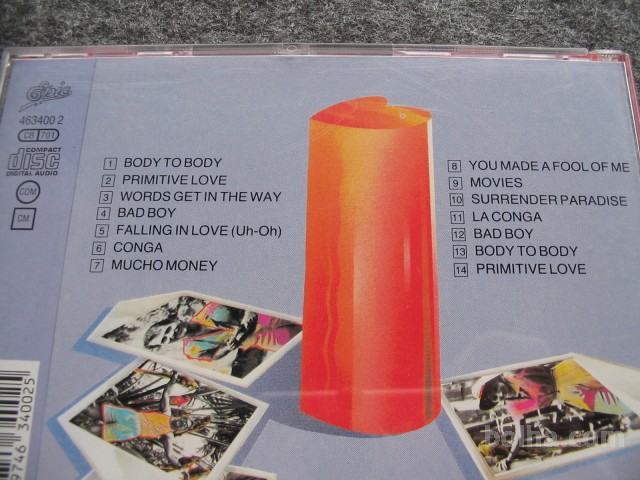 Epic
463400 2
CB 701
COMPACT
disc
DIGITAL AUDIO
CDM
CM
1 BODY TO BODY
2 PRIMITIVE LOVE
3 WORDS GET IN THE WAY
4 BAD BOY
5 FALLING IN LOVE (Uh-Oh)
6 CONGA
7 MUCHO MONEY
8 YOU MADE A FOOL OF ME
9 MOVIES
10 SURRENDER PARADISE
11 LA CONGA
12 BAD BOY
13 BODY TO BODY
14 PRIMITIVE LOVE
9746 340025
bolha.com